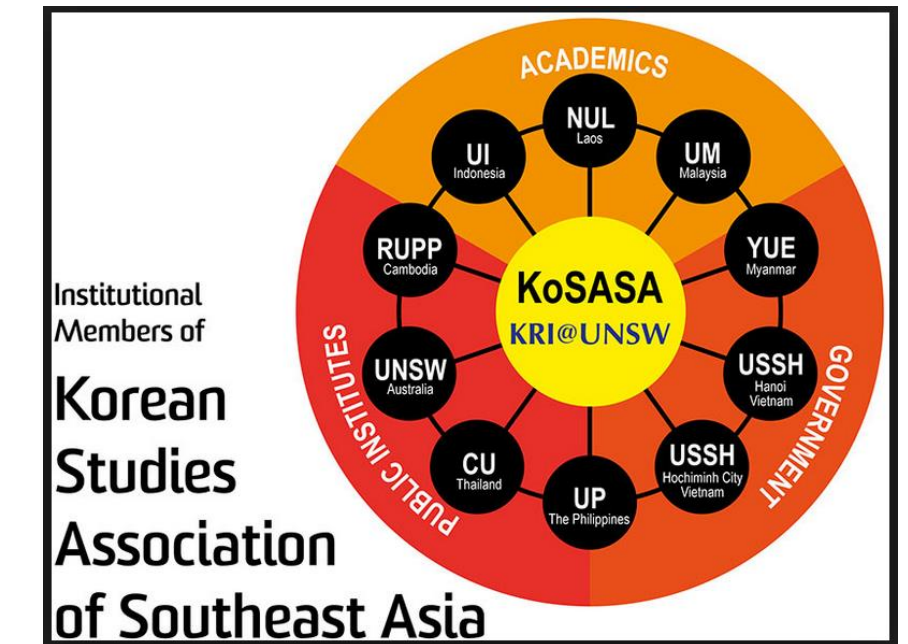 ACADEMICS
NUL
Laos
UI
Indonesia
UM
Malaysia
RUPP
Cambodia
YUE
Myanmar
KoSASA
KRI@UNSW
Institutional
Members of
UNSW
Australia
USSH
Hanoi
Vietnam
PUBLIC INSTITUTES
GOVERNMENT
CU
Thailand
USSH
Hochiminh City
Vietnam
UP
The Philippines
Korean
Studies
Association
of Southeast Asia